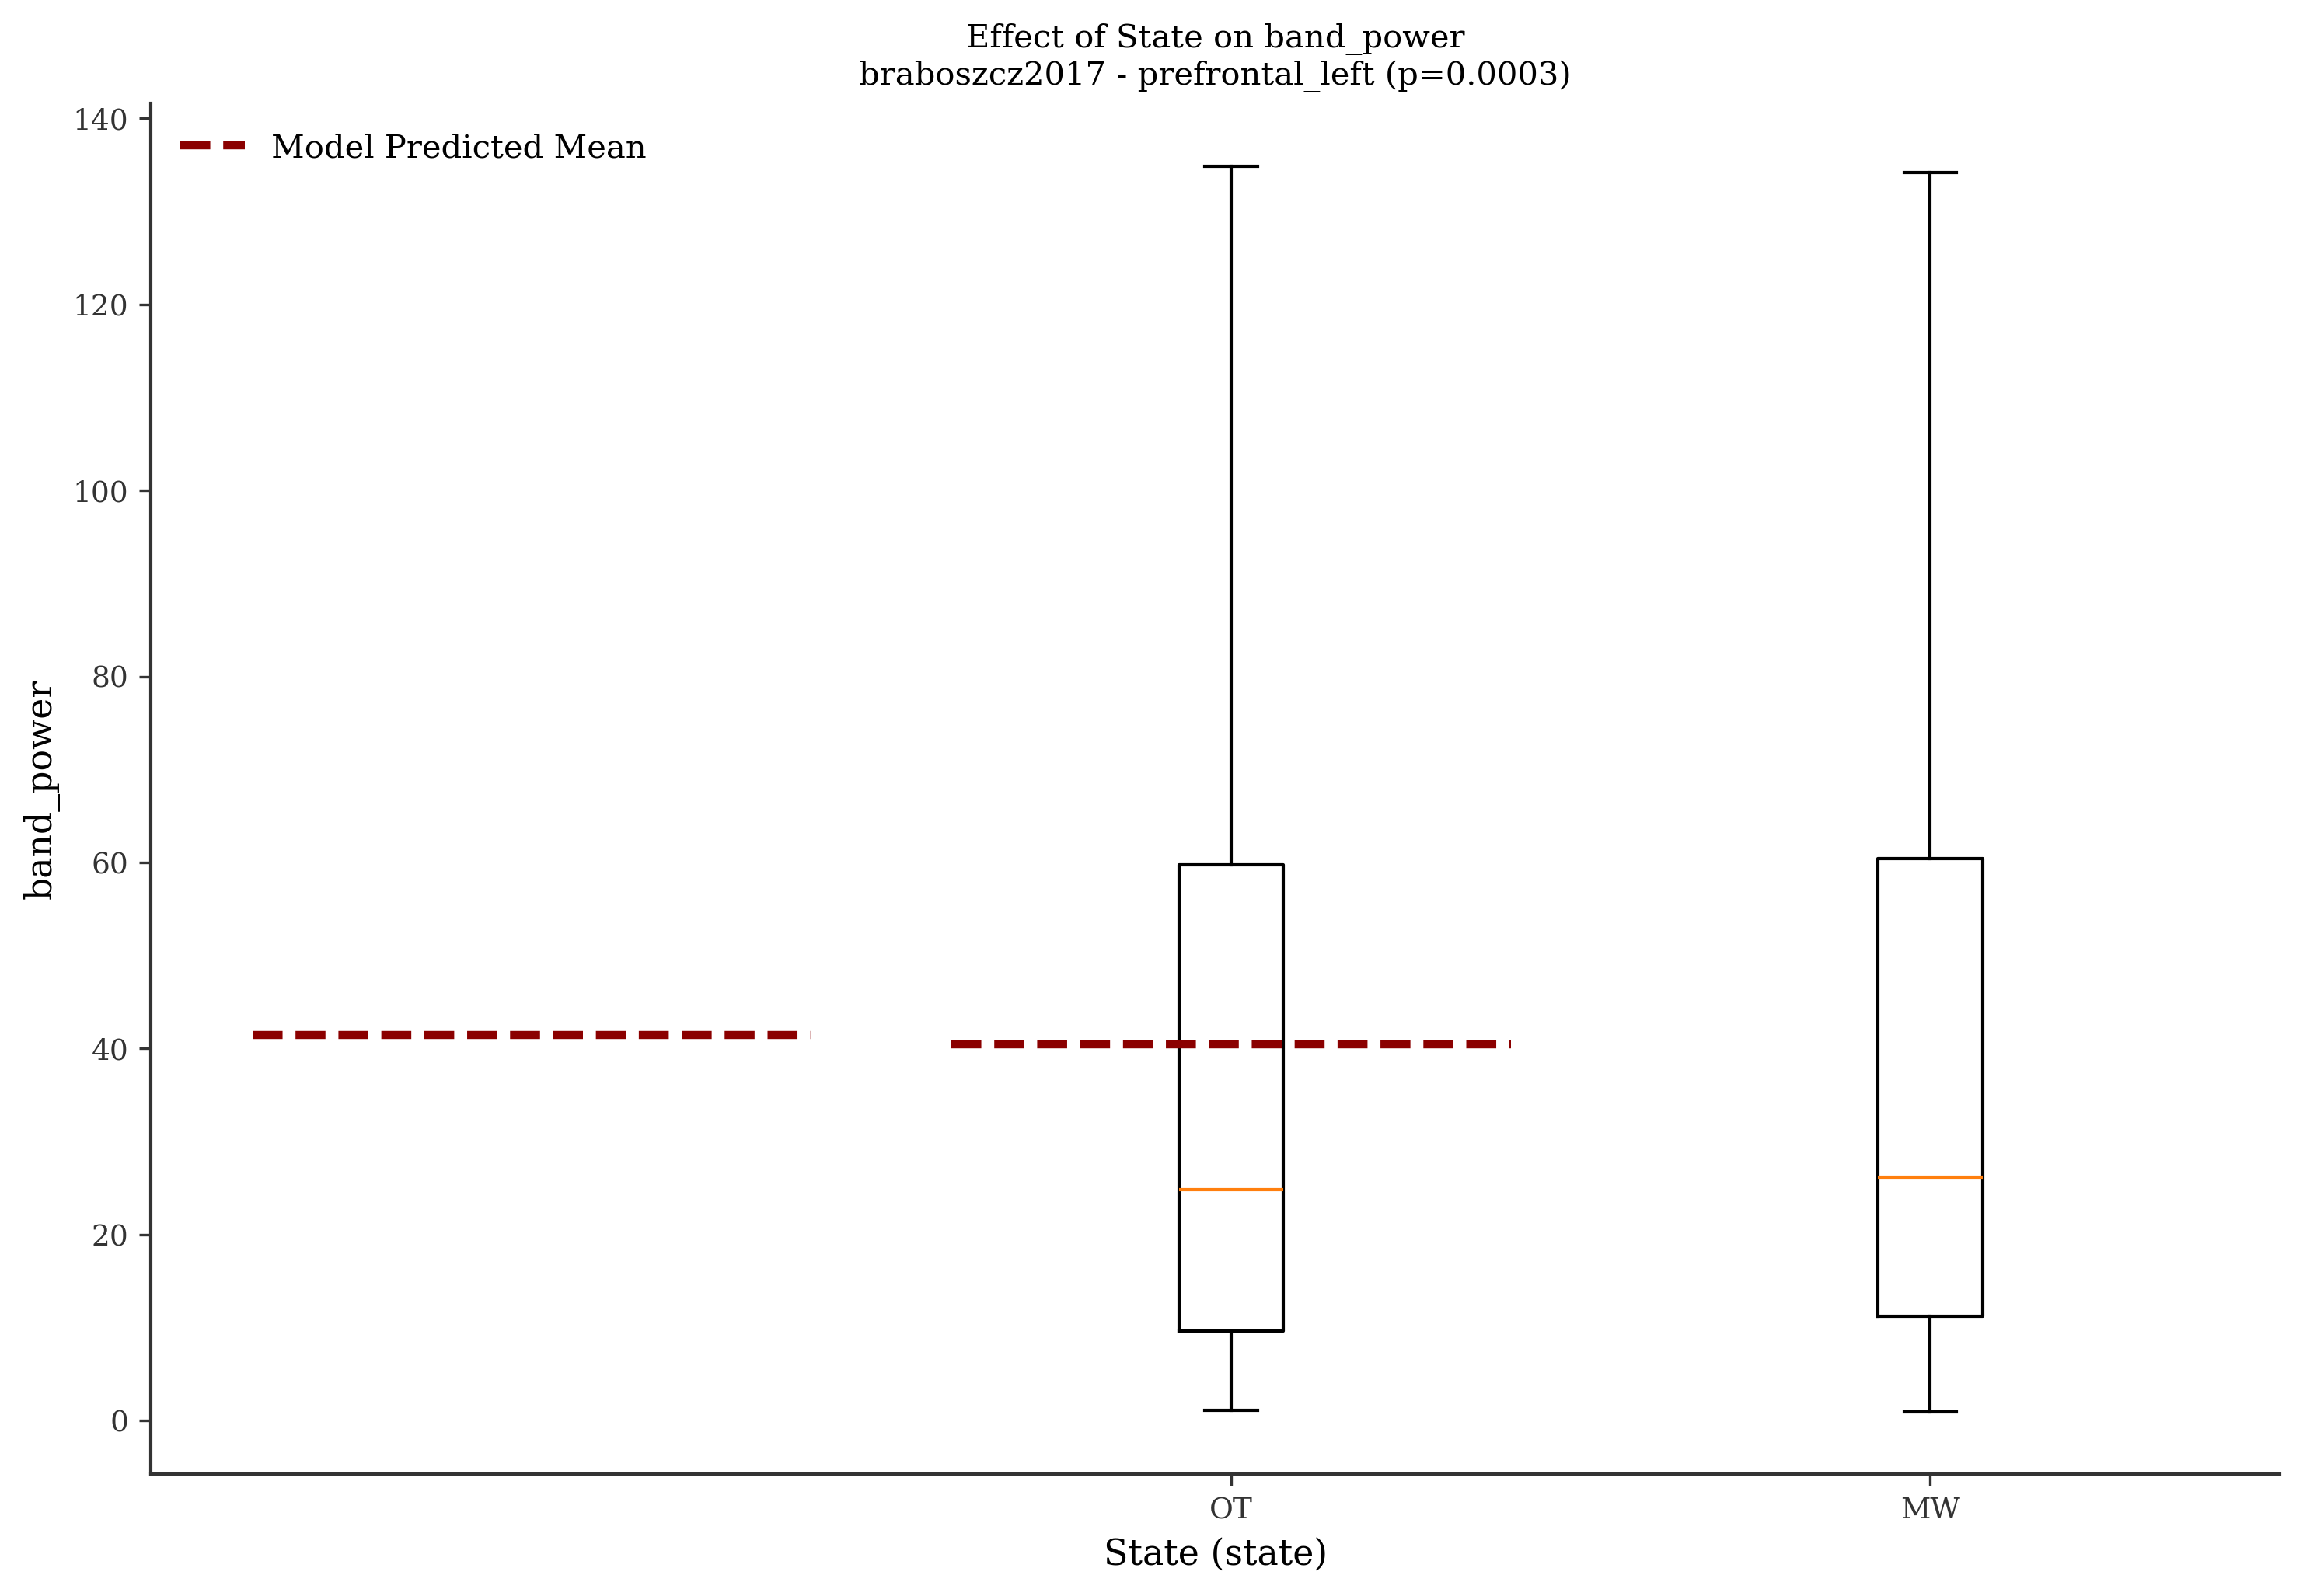 Effect of State on band_power
braboszcz2017 - prefrontal_left (p=0.0003)
Model Predicted Mean
band_power
140
120
100
80
60
40
20
0
OT
MW
State (state)